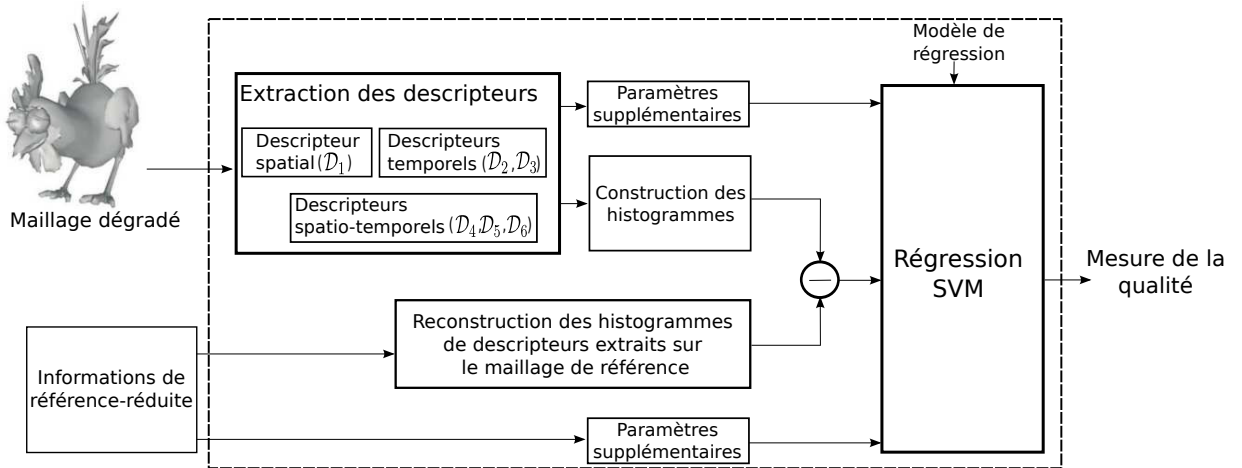 Maillage dégradé
Extraction des descripteurs
Descripteur
spatial(𝒟₁)
Descripteurs
temporels (𝒟₂,𝒟₃)
Descripteurs
spatio-temporels (𝒟₄,𝒟₅,𝒟₆)
Paramètres
supplémentaires
Construction des
histogrammes
Modèle de
régression
Régression
SVM
Mesure de la
qualité
Informations de
référence-réduite
Reconstruction des histogrammes
de descripteurs extraits sur
le maillage de référence
Paramètres
supplémentaires